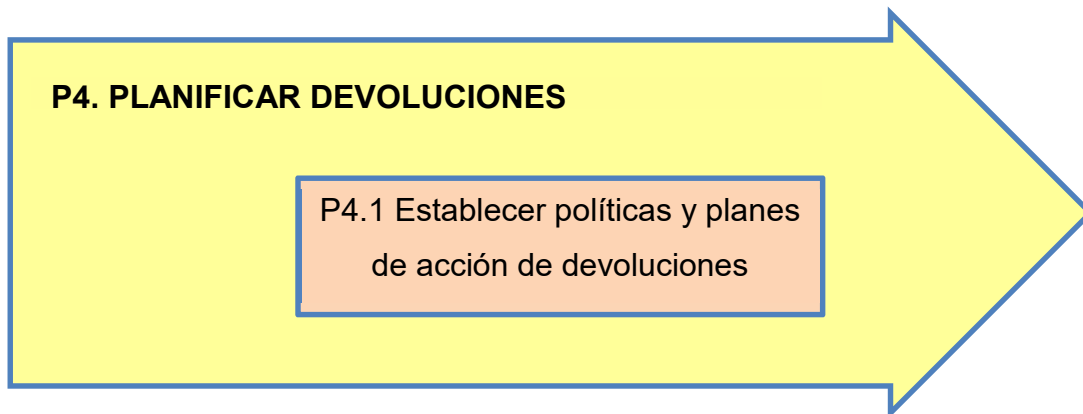 P4. PLANIFICAR DEVOLUCIONES
P4.1 Establecer políticas y planes
de acción de devoluciones